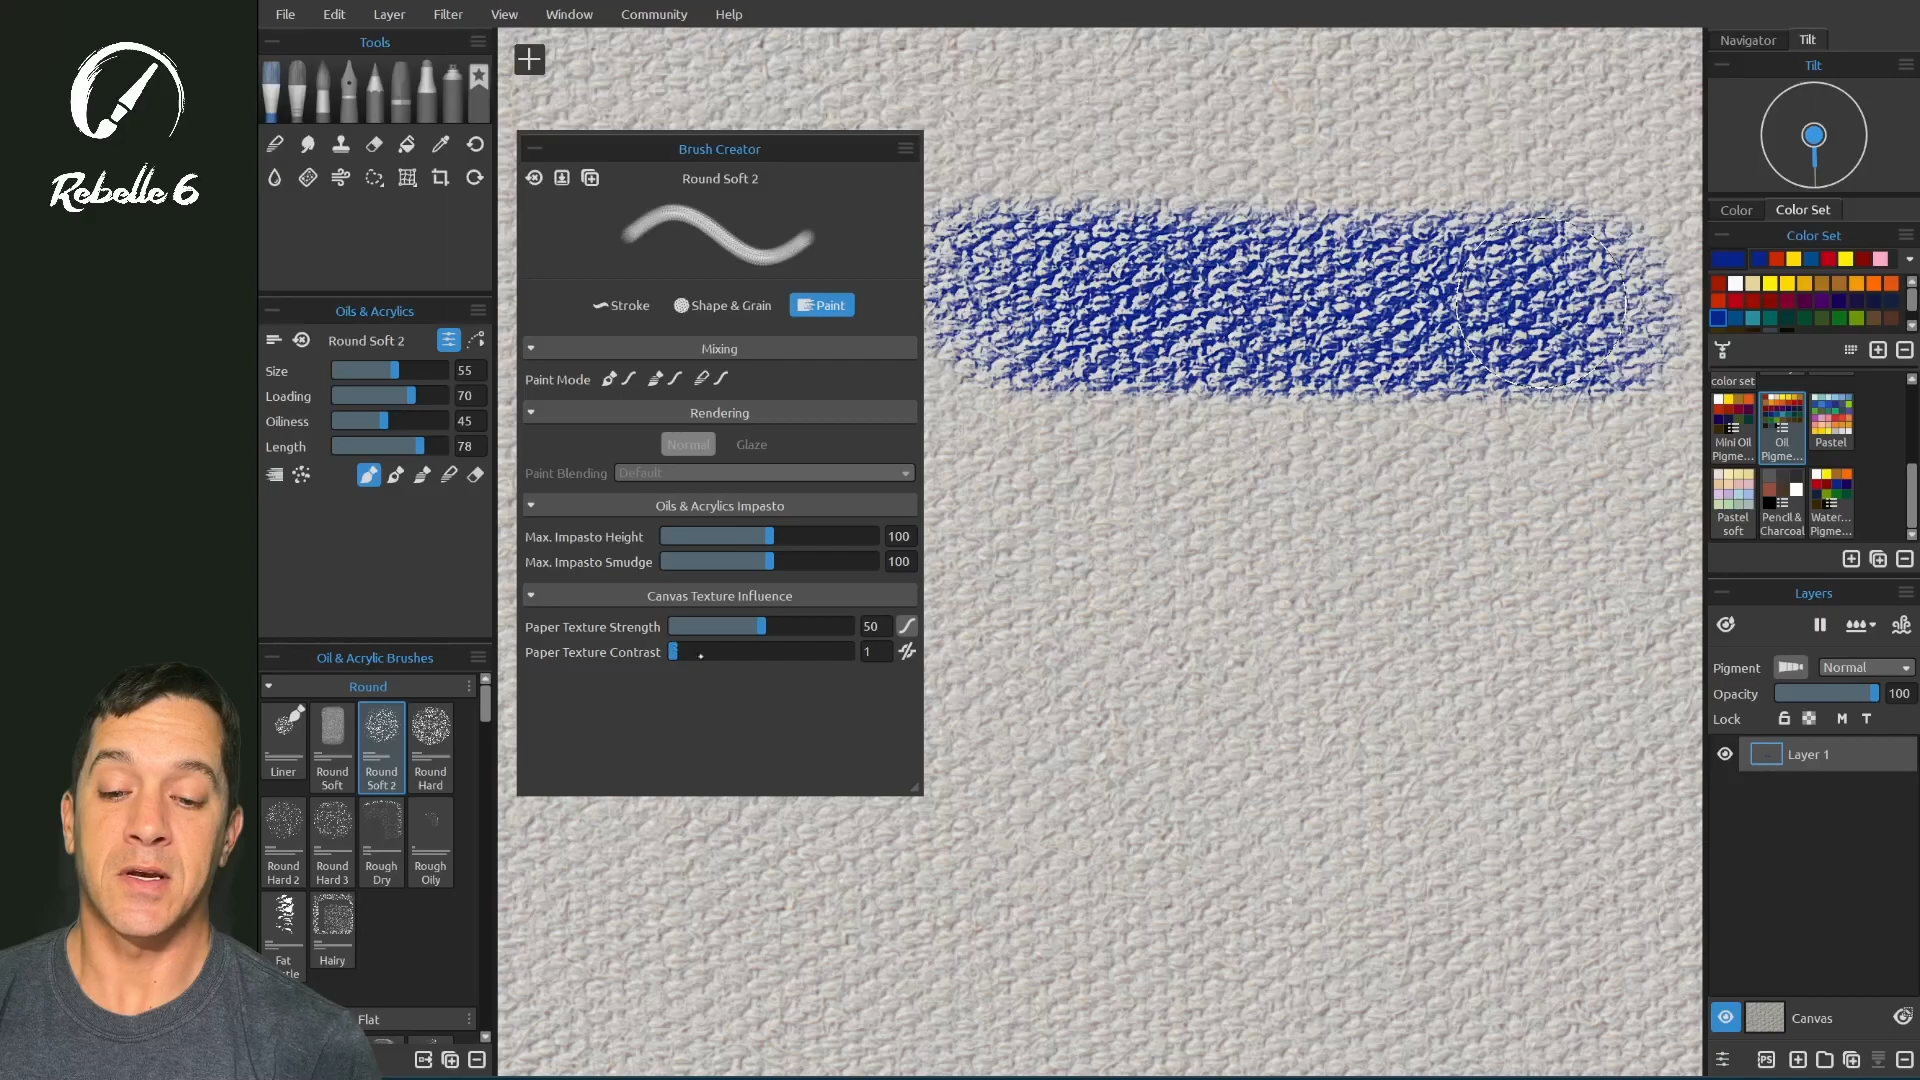 File Edit Layer Filter View Window Community Help
Rebelle 6
Tools
Oils & Acrylics
Round Soft 2
Size 55
Loading 70
Oiliness 45
Length 78
Oil & Acrylic Brushes
Round
Liner
Round Soft
Round Soft 2
Round Hard
Round Hard 2
Round Hard 3
Rough Dry
Rough Oily
Fat
Hairy
Flat
Brush Creator
Round Soft 2
Stroke Shape & Grain Paint
Mixing
Paint Mode
Rendering
Normal Glaze
Paint Blending Default
Oils & Acrylics Impasto
Max. Impasto Height 100
Max. Impasto Smudge 100
Canvas Texture Influence
Paper Texture Strength 50
Paper Texture Contrast 1
Navigator Tilt
Tilt
Color Color Set
Color Set
color set
Mini Oil Pigme...
Oil Pigme...
Pastel
Pastel soft
Pencil & Charcoal
Water... Pigme...
Layers
Pigment Normal
Opacity 100
Lock M T
Layer 1
Canvas
PS